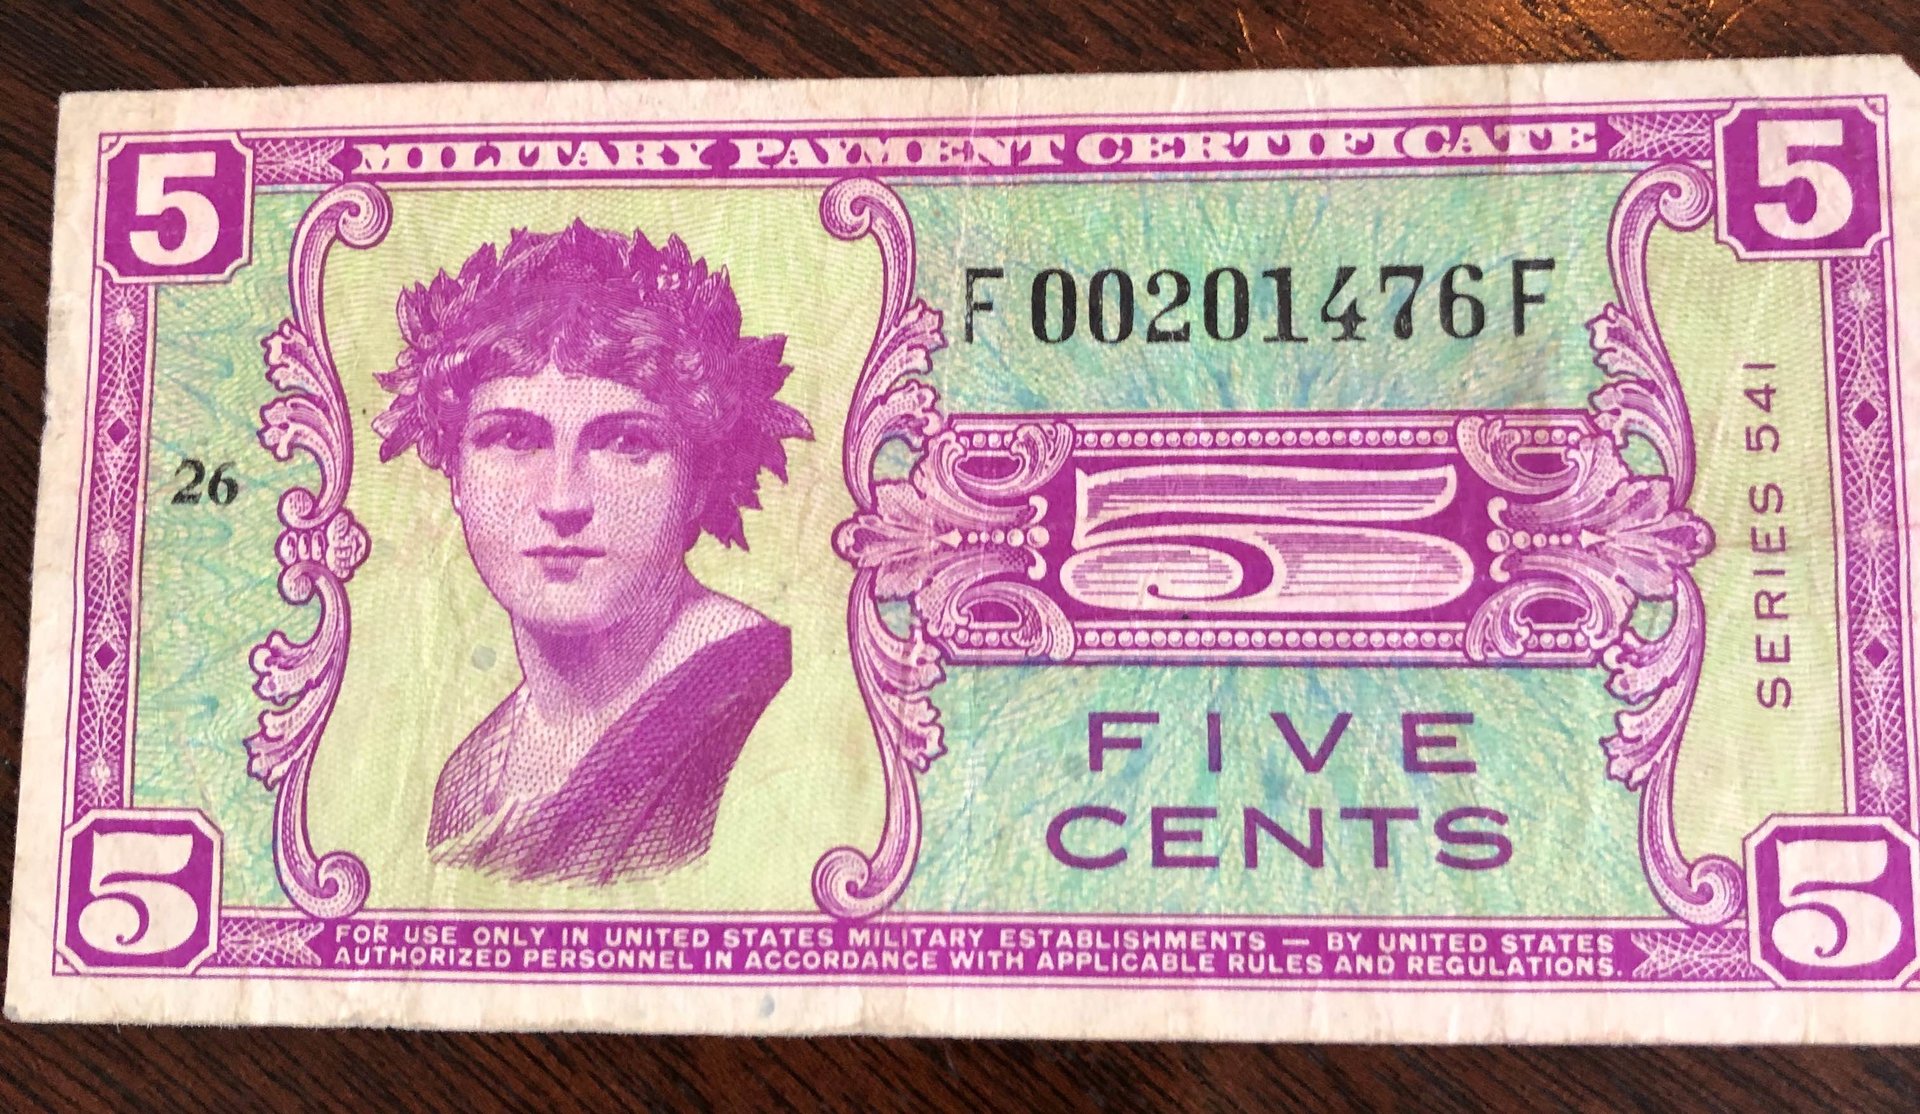 5 MILITARY PAYMENT CERTIFICATE 5
F00201476F
26
5
SERIES 541
FIVE
CENTS
5 FOR USE ONLY IN UNITED STATES MILITARY ESTABLISHMENTS — BY UNITED STATES 5
AUTHORIZED PERSONNEL IN ACCORDANCE WITH APPLICABLE RULES AND REGULATIONS.